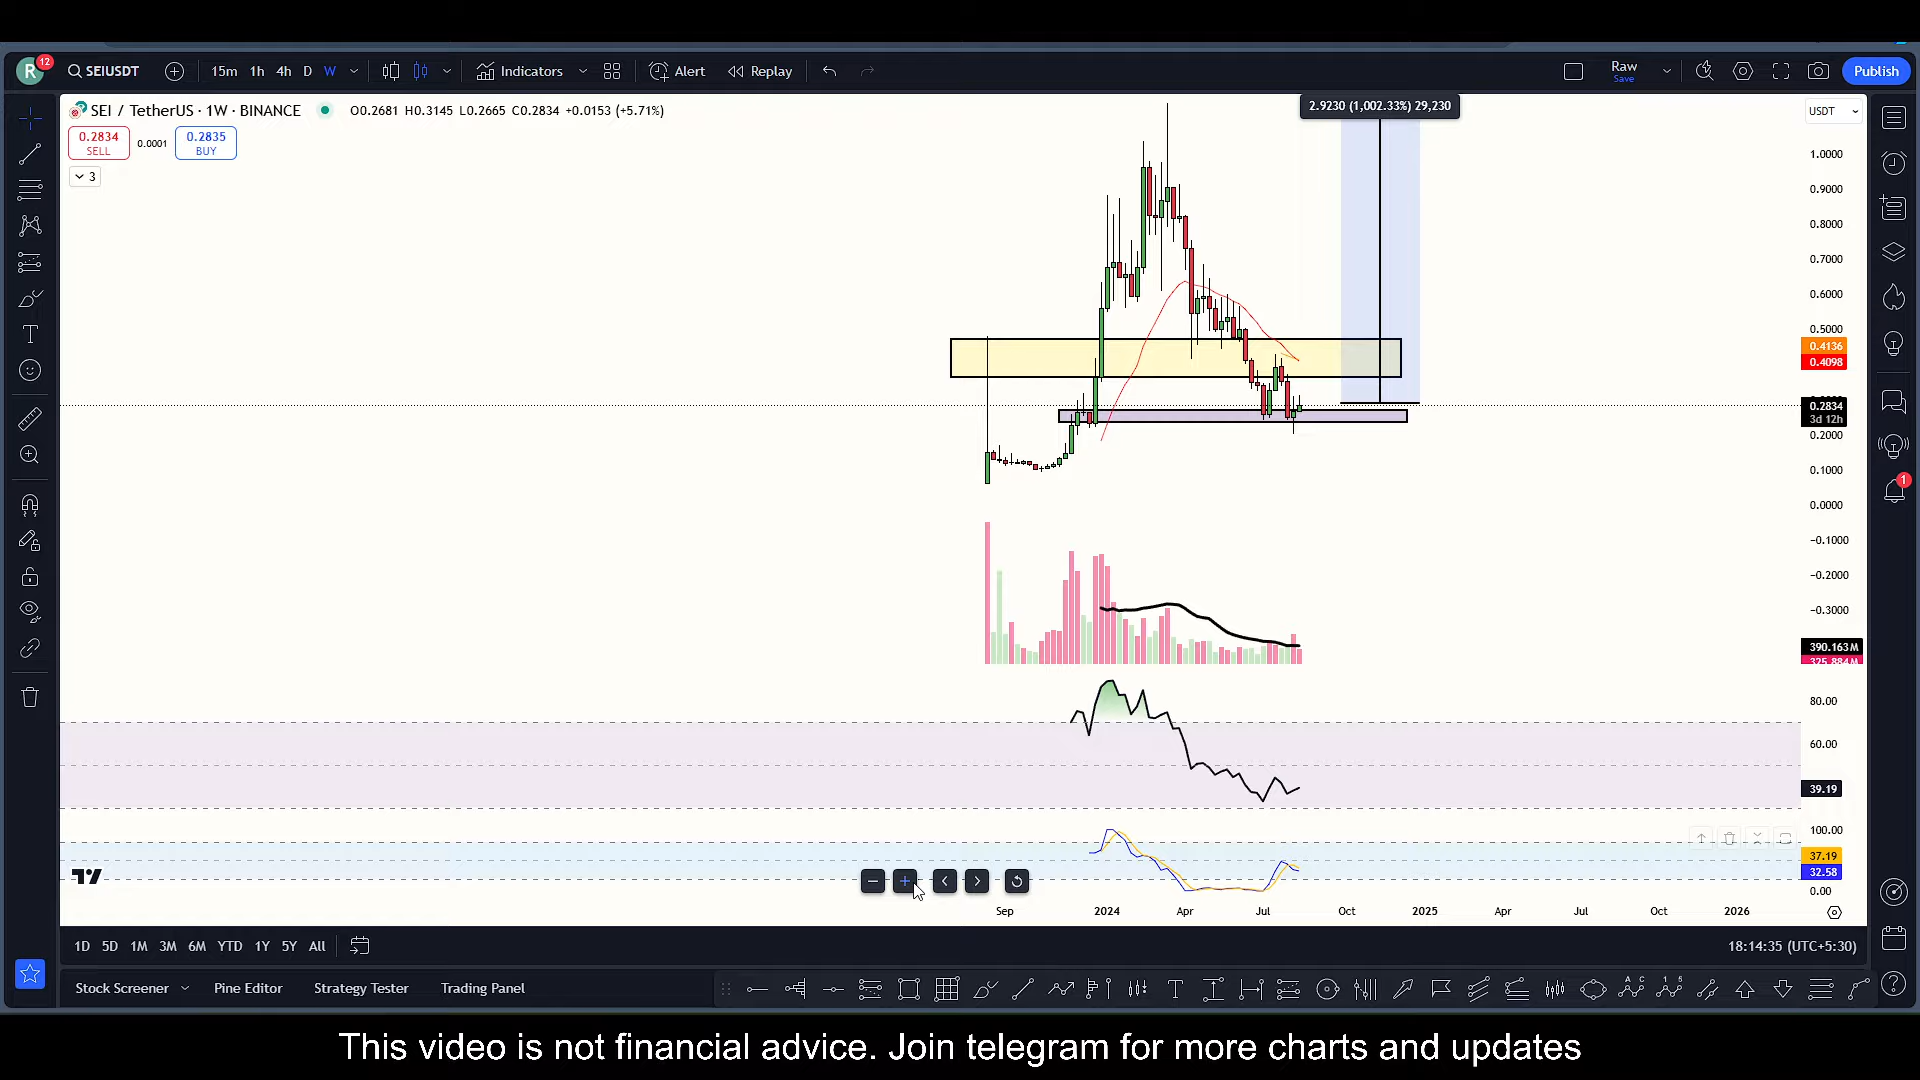 R 12 SEIUSDT 15m 1h 4h D W Indicators Alert Replay Raw Save Publish
SEI / TetherUS · 1W · BINANCE O0.2681 H0.3145 L0.2665 C0.2834 +0.0153 (+5.71%)
2.9230 (1,002.33%) 29,230
USDT
0.2834 SELL
0.0001
0.2835 BUY
3
1.0000
0.9000
0.8000
0.7000
0.6000
0.5000
0.4136
0.4098
0.2834
3d 12h
0.2000
0.1000
0.0000
−0.1000
−0.2000
−0.3000
390.163M
325.884M
80.00
60.00
39.19
100.00
37.19
32.58
0.00
1
Sep 2024 Apr Jul Oct 2025 Apr Jul Oct 2026
1D 5D 1M 3M 6M YTD 1Y 5Y All 18:14:35 (UTC+5:30)
Stock Screener Pine Editor Strategy Tester Trading Panel
This video is not financial advice. Join telegram for more charts and updates